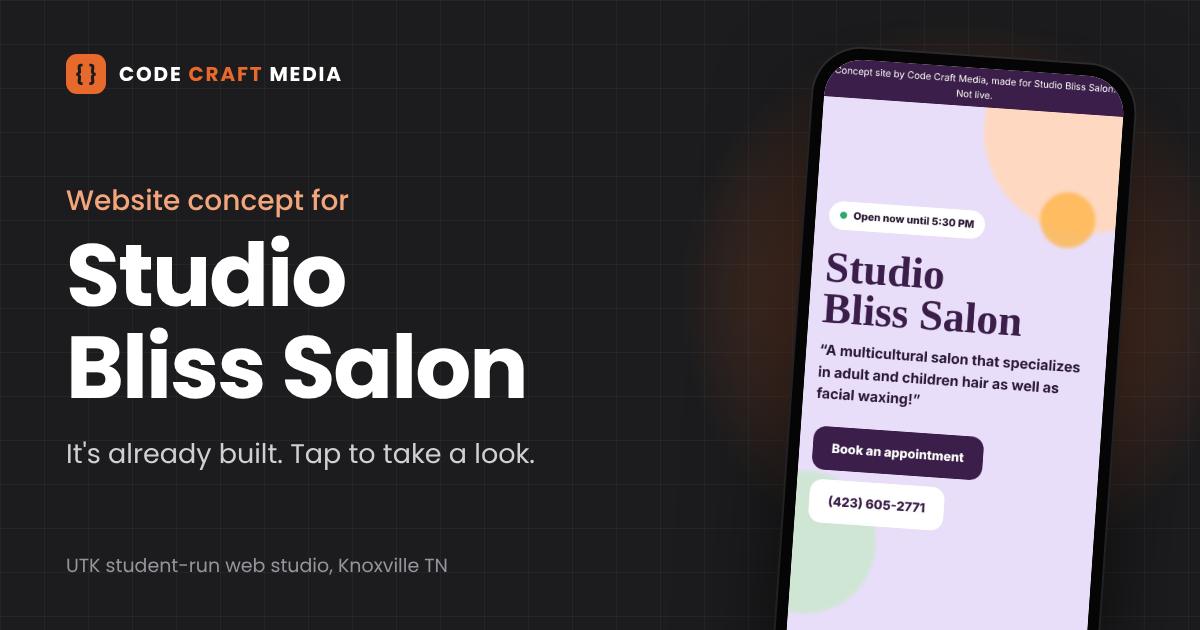 { } CODE CRAFT MEDIA
Website concept for
Studio
Bliss Salon
It's already built. Tap to take a look.
UTK student-run web studio, Knoxville TN
Concept site by Code Craft Media, made for Studio Bliss Salon.
Not live.
Open now until 5:30 PM
Studio
Bliss Salon
“A multicultural salon that specializes
in adult and children hair as well as
facial waxing!”
Book an appointment
(423) 605-2771